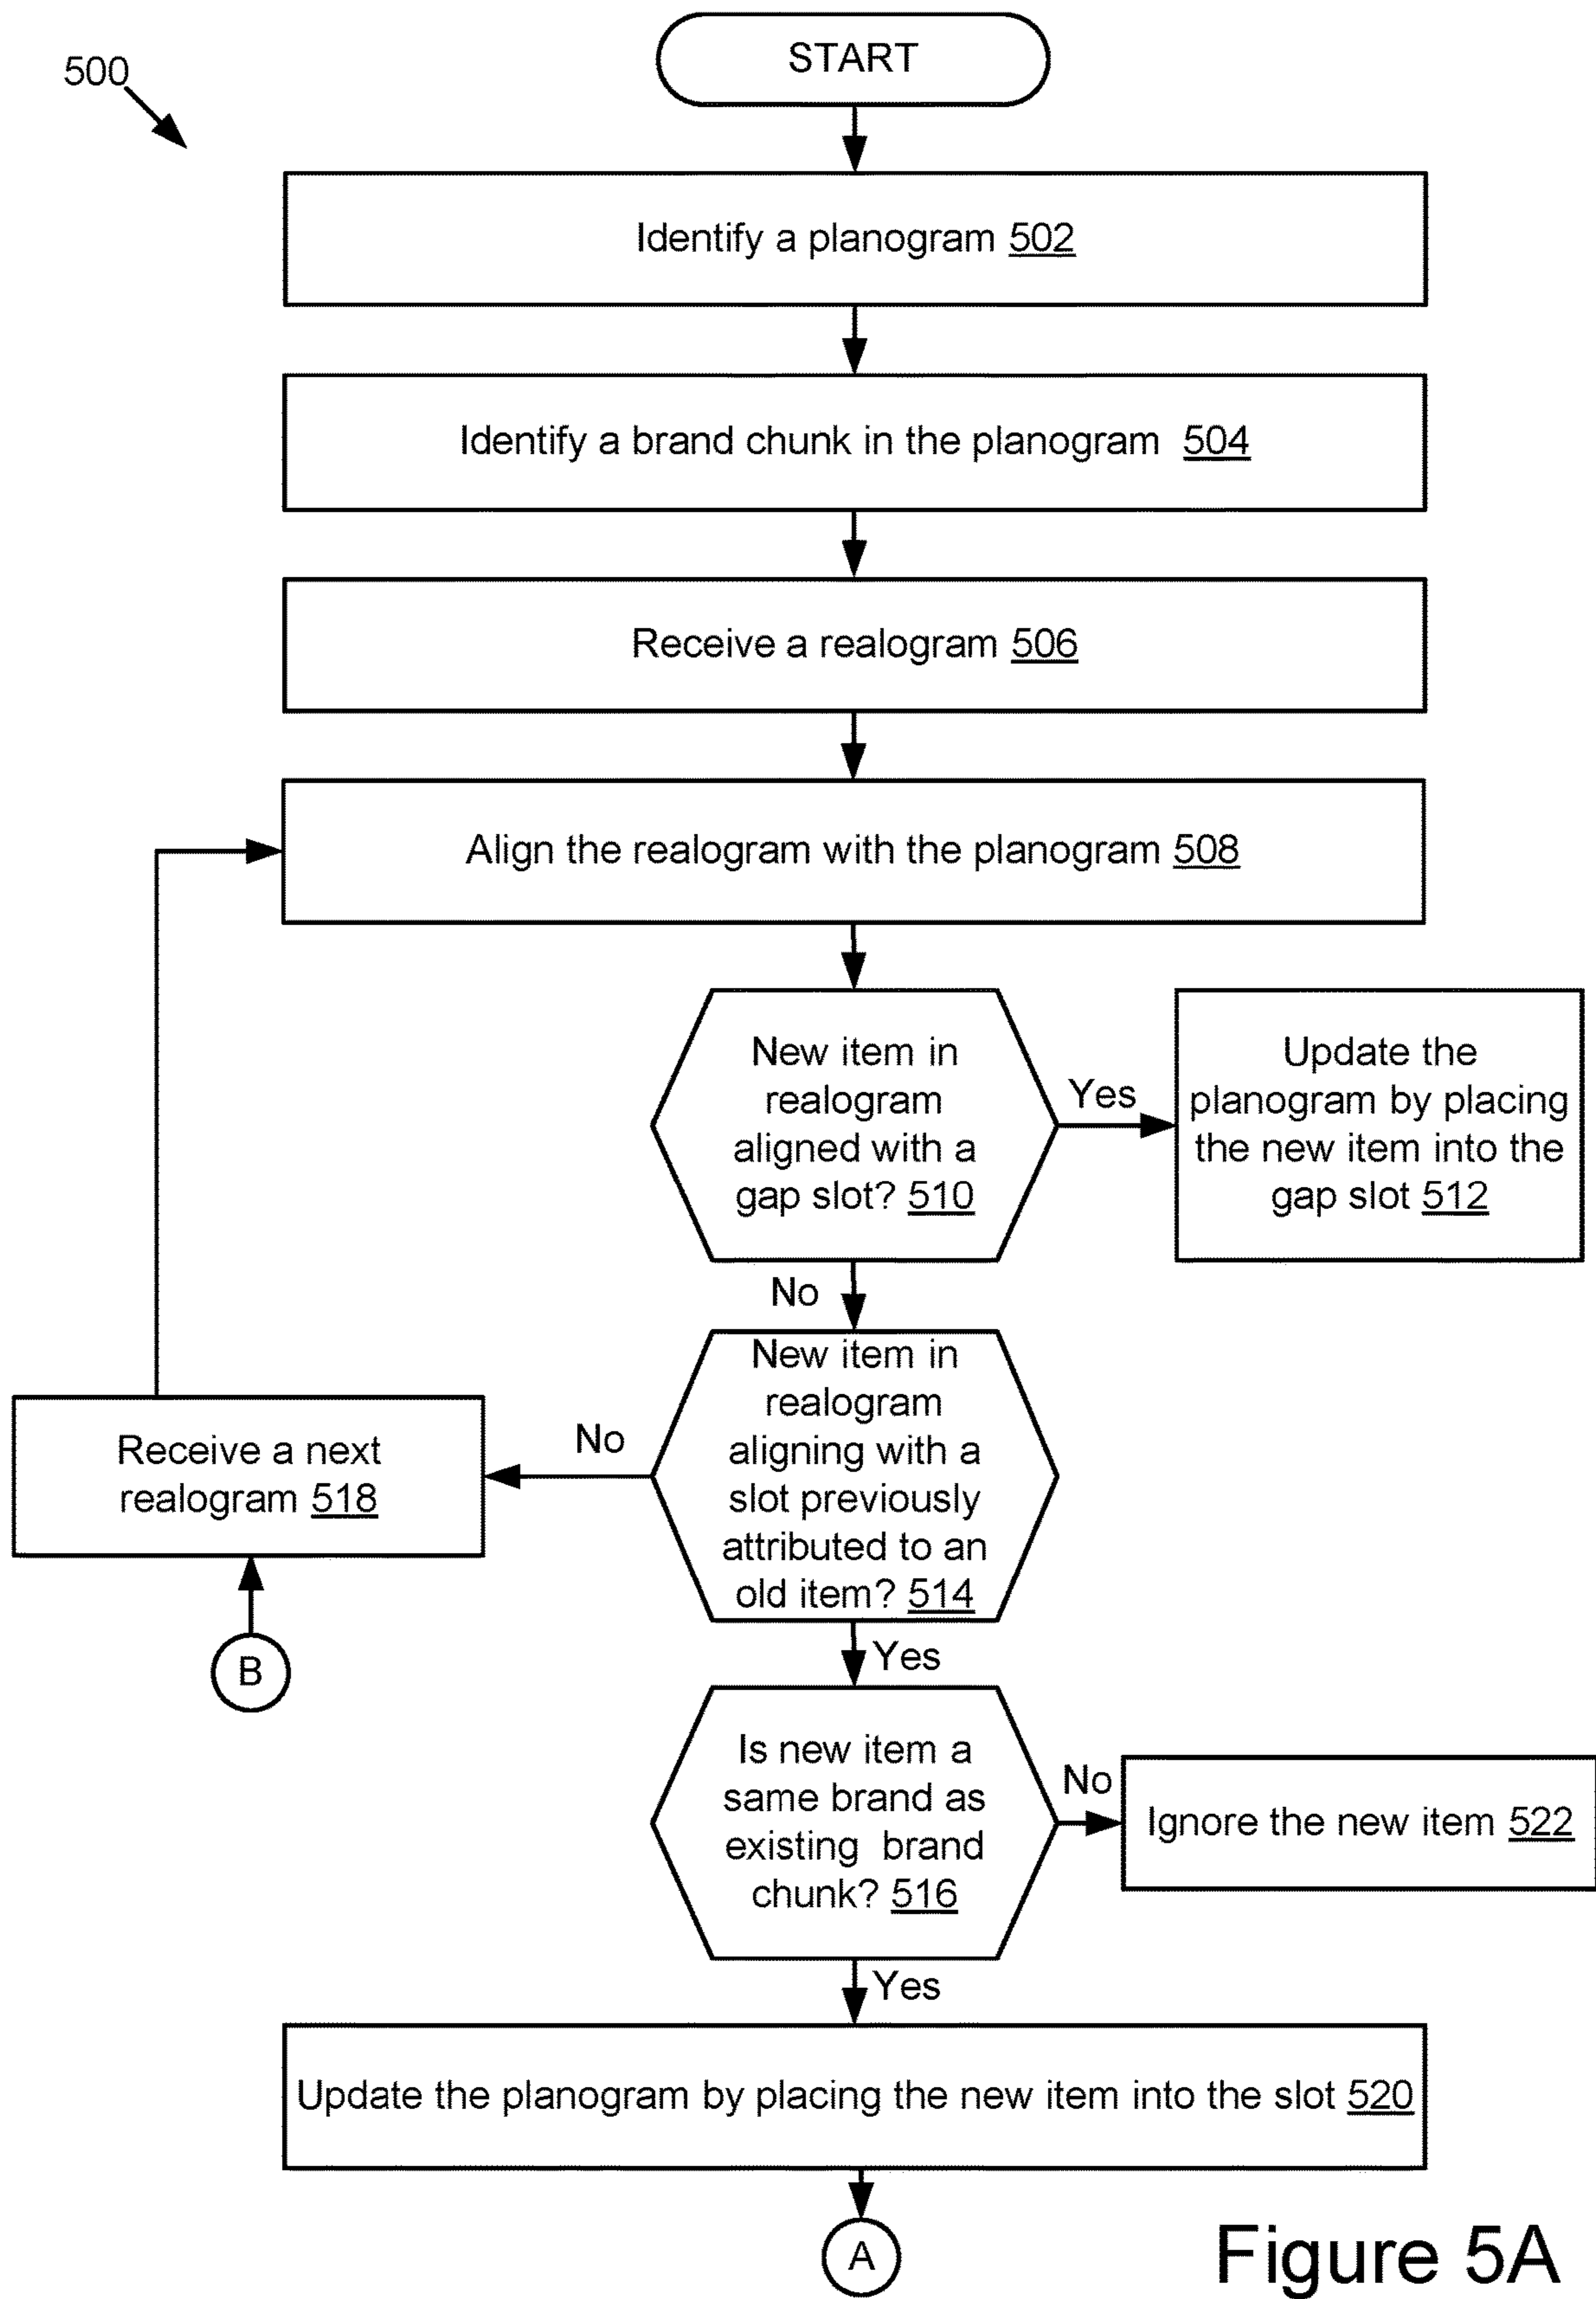 500
START
Identify a planogram 502
Identify a brand chunk in the planogram 504
Receive a realogram 506
Align the realogram with the planogram 508
New item in
realogram
aligned with a
gap slot? 510
Yes
Update the
planogram by placing
the new item into the
gap slot 512
No
New item in
realogram
aligning with a
slot previously
attributed to an
old item? 514
No
Receive a next
realogram 518
B
Yes
Is new item a
same brand as
existing brand
chunk? 516
No
Ignore the new item 522
Yes
Update the planogram by placing the new item into the slot 520
A
Figure 5A